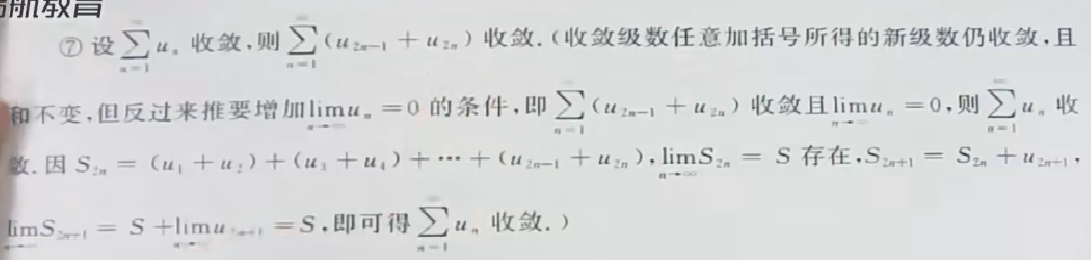 航教育
⑦ 设 $\sum_{n=1}^{\infty} u_n$ 收敛,则 $\sum_{n=1}^{\infty} (u_{2n-1} + u_{2n})$ 收敛.(收敛级数任意加括号所得的新级数仍收敛,且
和不变,但反过来推要增加 $\lim_{n\to\infty} u_n = 0$ 的条件,即 $\sum_{n=1}^{\infty} (u_{2n-1} + u_{2n})$ 收敛且 $\lim_{n\to\infty} u_n = 0$,则 $\sum_{n=1}^{\infty} u_n$ 收
敛.因 $S_{2n} = (u_1 + u_2) + (u_3 + u_4) + \cdots + (u_{2n-1} + u_{2n})$, $\lim_{n\to\infty} S_{2n} = S$ 存在, $S_{2n+1} = S_{2n} + u_{2n+1}$,
$\lim_{n\to\infty} S_{2n+1} = S + \lim_{n\to\infty} u_{2n+1} = S$,即可得 $\sum_{n=1}^{\infty} u_n$ 收敛.)